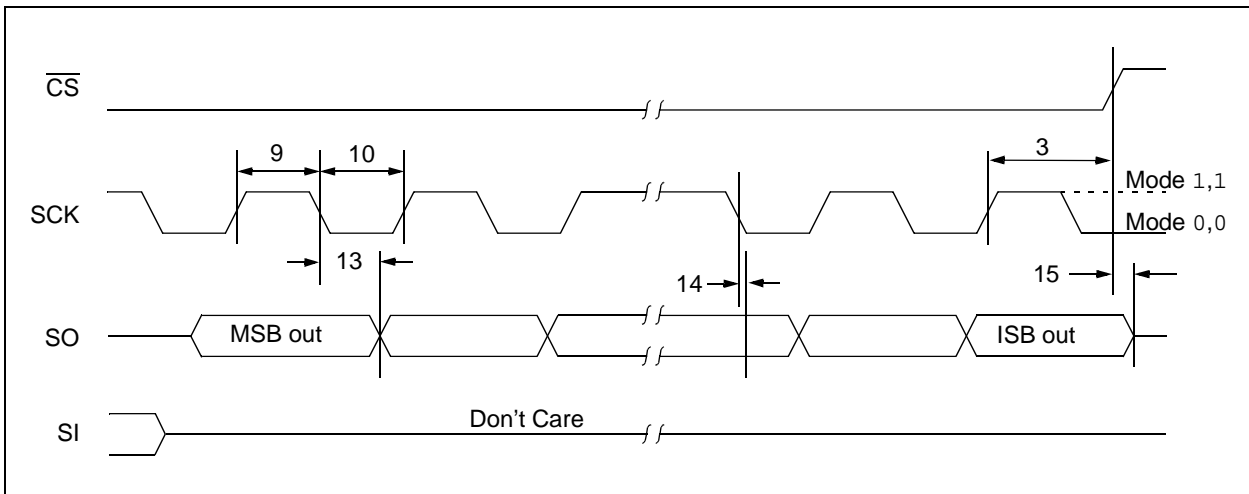 CS
9
10
3
SCK
Mode 1,1
Mode 0,0
13
14
15
SO
MSB out
ISB out
SI
Don't Care